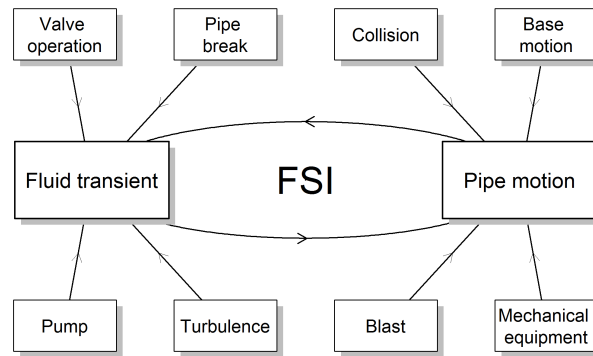 Valve
operation
Pipe
break
Collision
Base
motion
Fluid transient
FSI
Pipe motion
Pump
Turbulence
Blast
Mechanical
equipment